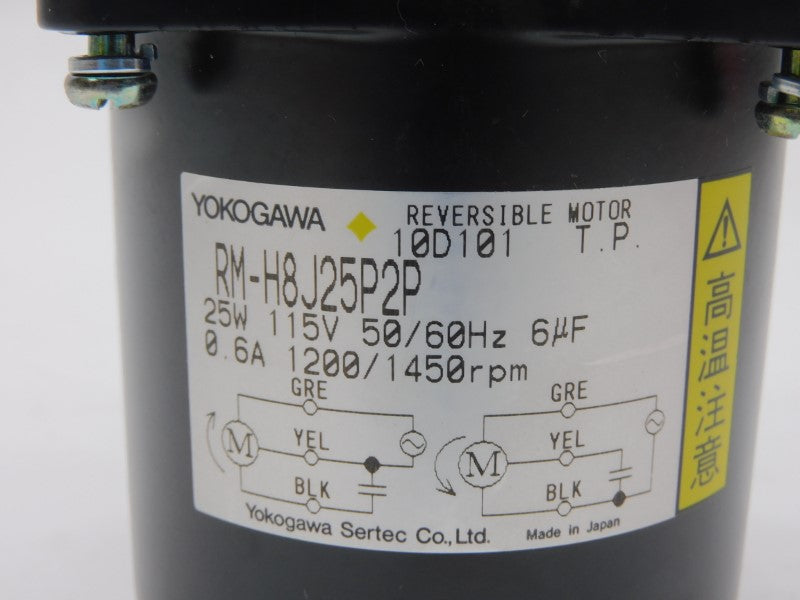 YOKOGAWA
REVERSIBLE MOTOR
10D101 T.P.
RM-H8J25P2P
25W 115V 50/60Hz 6μF
0.6A 1200/1450rpm
GRE
YEL
BLK
M
GRE
YEL
BLK
M
Yokogawa Sertec Co.,Ltd.
Made in Japan
高温注意